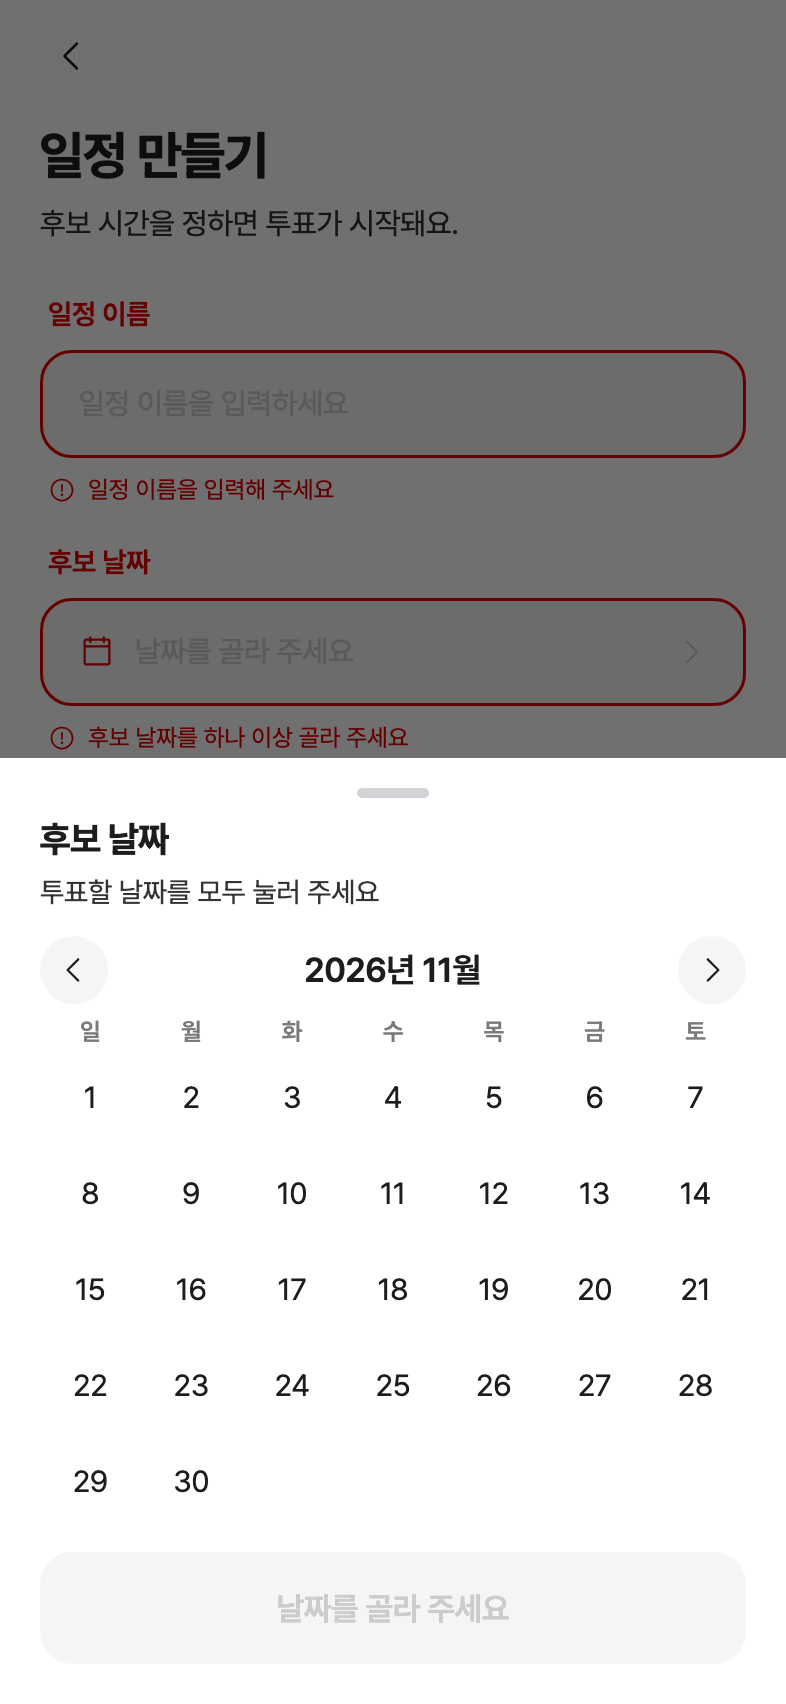 일정 만들기
후보 시간을 정하면 투표가 시작돼요.
일정 이름
일정 이름을 입력하세요
일정 이름을 입력해 주세요
후보 날짜
날짜를 골라 주세요
후보 날짜를 하나 이상 골라 주세요
후보 날짜
투표할 날짜를 모두 눌러 주세요
2026년 11월
일 월 화 수 목 금 토
1 2 3 4 5 6 7
8 9 10 11 12 13 14
15 16 17 18 19 20 21
22 23 24 25 26 27 28
29 30
날짜를 골라 주세요